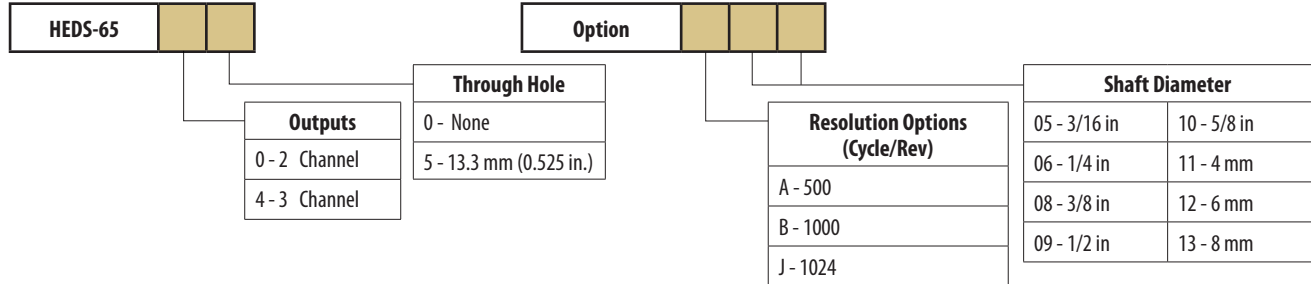 HEDS-65
Option
Through Hole
0 - None
5 - 13.3 mm (0.525 in.)
Outputs
0 - 2 Channel
4 - 3 Channel
Resolution Options
(Cycle/Rev)
A - 500
B - 1000
J - 1024
Shaft Diameter
05 - 3/16 in 10 - 5/8 in
06 - 1/4 in 11 - 4 mm
08 - 3/8 in 12 - 6 mm
09 - 1/2 in 13 - 8 mm